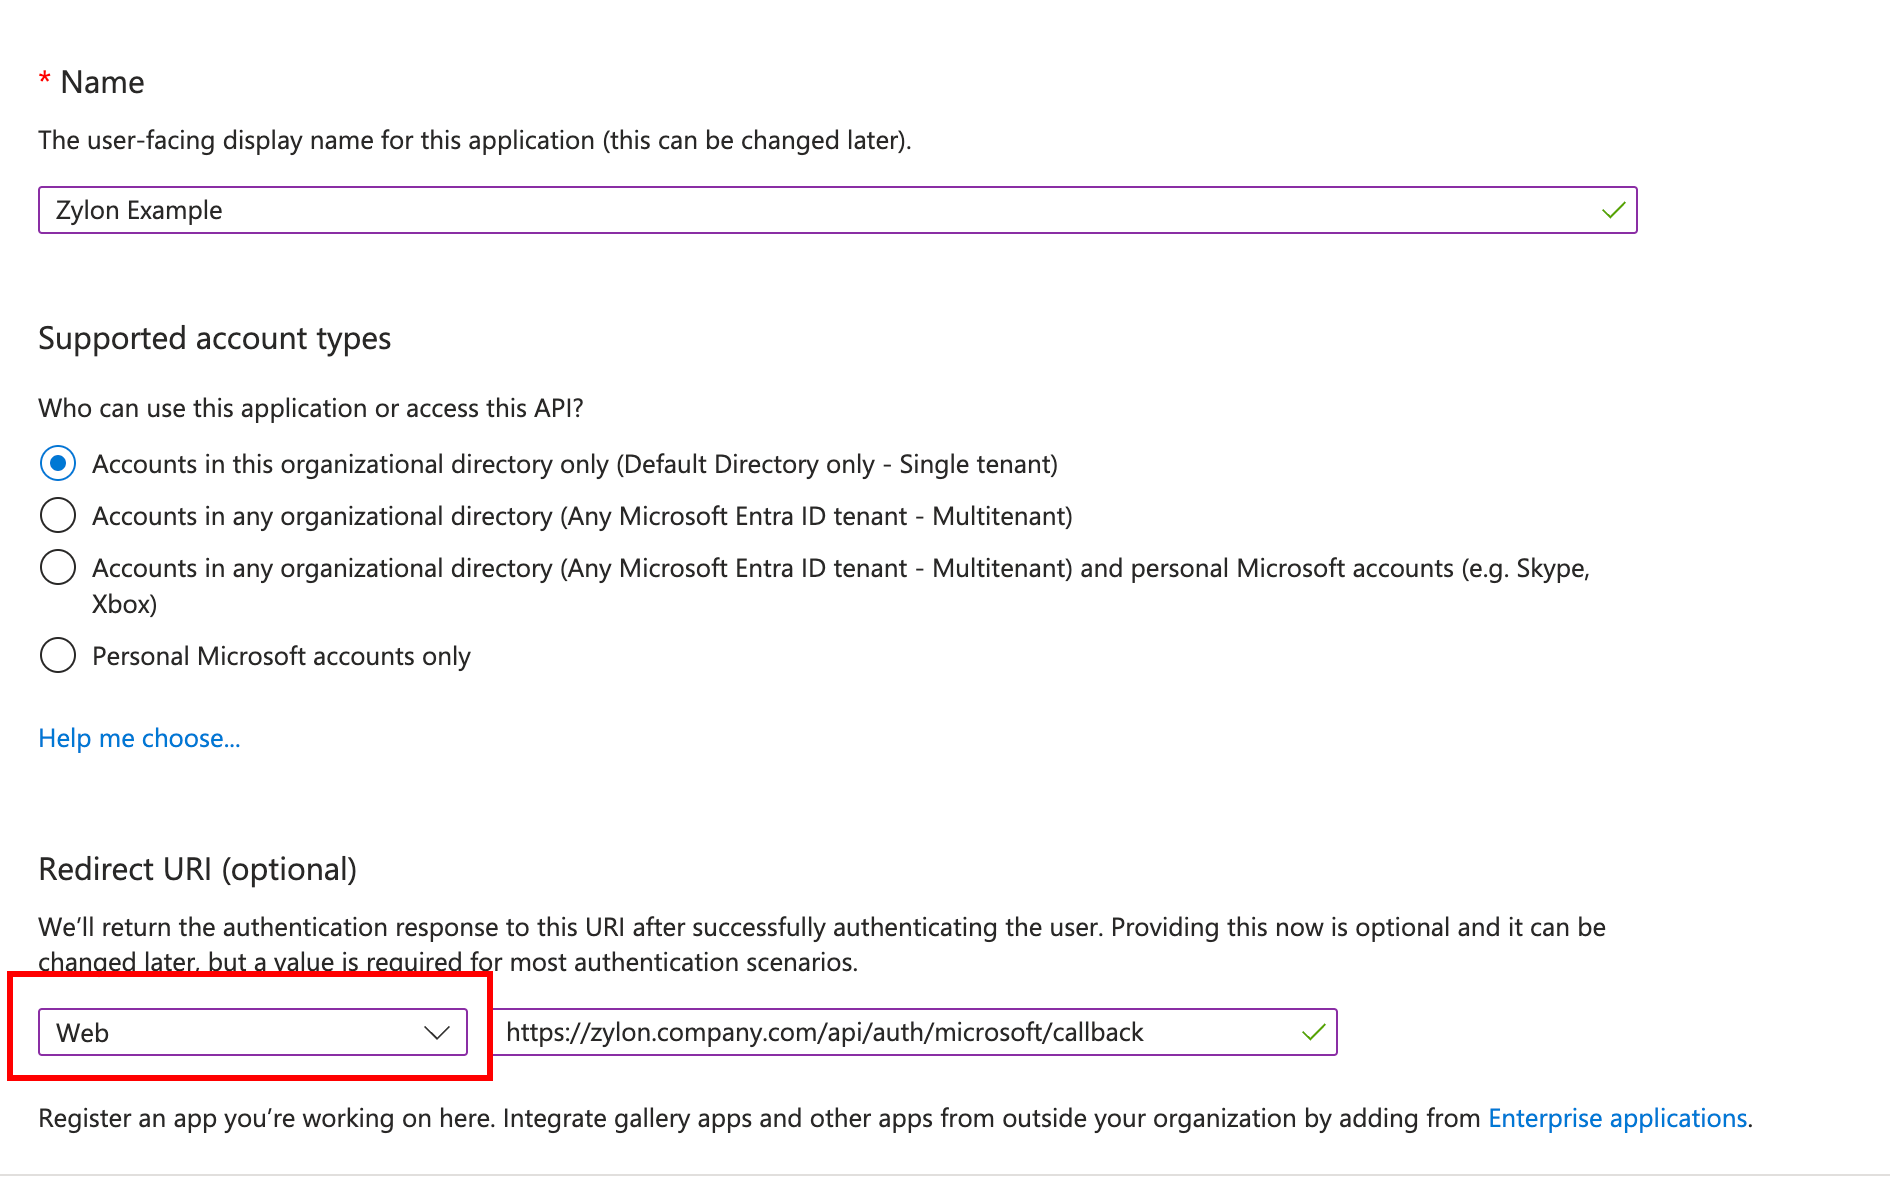 * Name
The user-facing display name for this application (this can be changed later).
Zylon Example
Supported account types
Who can use this application or access this API?
Accounts in this organizational directory only (Default Directory only - Single tenant)
Accounts in any organizational directory (Any Microsoft Entra ID tenant - Multitenant)
Accounts in any organizational directory (Any Microsoft Entra ID tenant - Multitenant) and personal Microsoft accounts (e.g. Skype,
Xbox)
Personal Microsoft accounts only
Help me choose...
Redirect URI (optional)
We’ll return the authentication response to this URI after successfully authenticating the user. Providing this now is optional and it can be
changed later, but a value is required for most authentication scenarios.
Web https://zylon.company.com/api/auth/microsoft/callback
Register an app you’re working on here. Integrate gallery apps and other apps from outside your organization by adding from Enterprise applications.